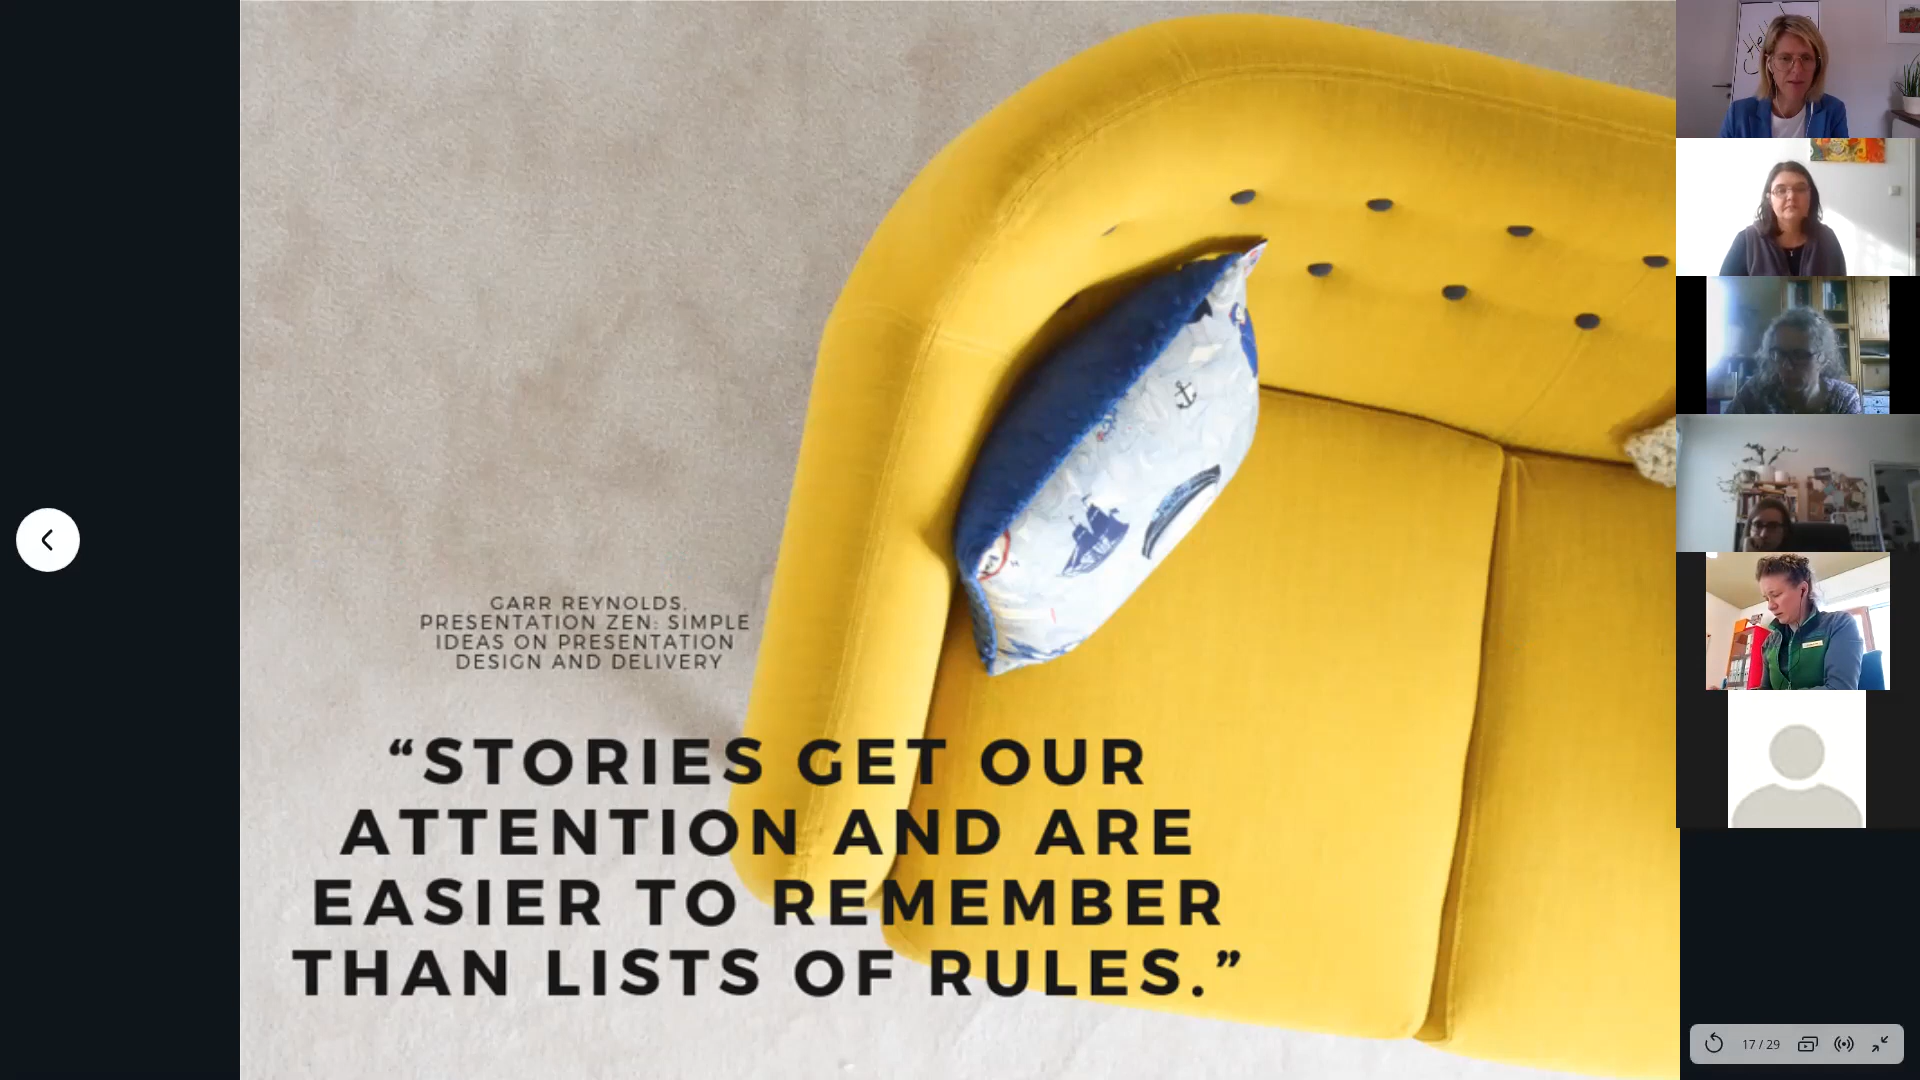 GARR REYNOLDS,
PRESENTATION ZEN: SIMPLE
IDEAS ON PRESENTATION
DESIGN AND DELIVERY
“STORIES GET OUR
ATTENTION AND ARE
EASIER TO REMEMBER
THAN LISTS OF RULES.”
17 / 29